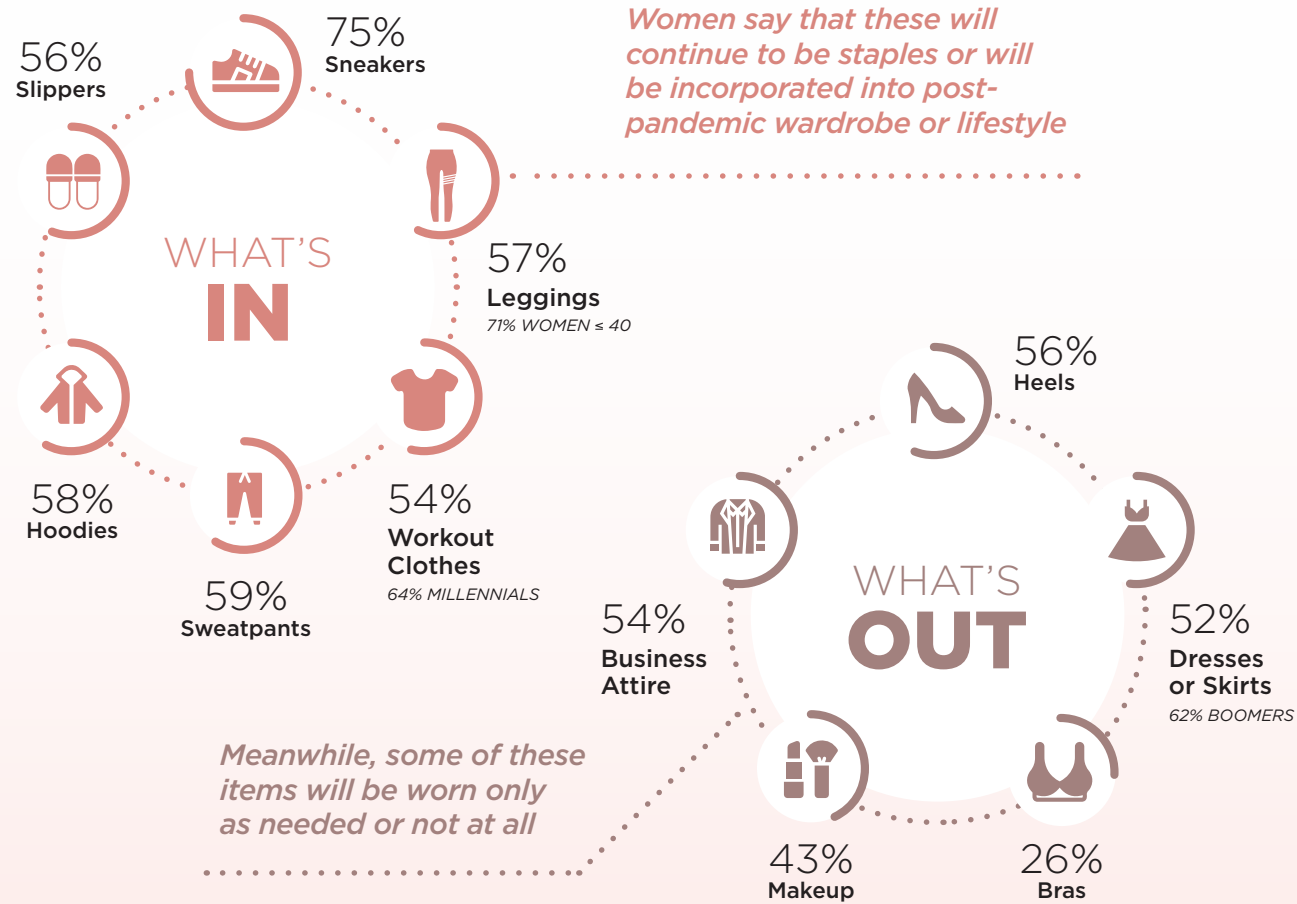 Women say that these will
continue to be staples or will
be incorporated into post-
pandemic wardrobe or lifestyle
WHAT'S
IN
75%
Sneakers
57%
Leggings
71% WOMEN ≤ 40
54%
Workout
Clothes
64% MILLENNIALS
59%
Sweatpants
58%
Hoodies
56%
Slippers
Meanwhile, some of these
items will be worn only
as needed or not at all
WHAT'S
OUT
56%
Heels
52%
Dresses
or Skirts
62% BOOMERS
26%
Bras
43%
Makeup
54%
Business
Attire